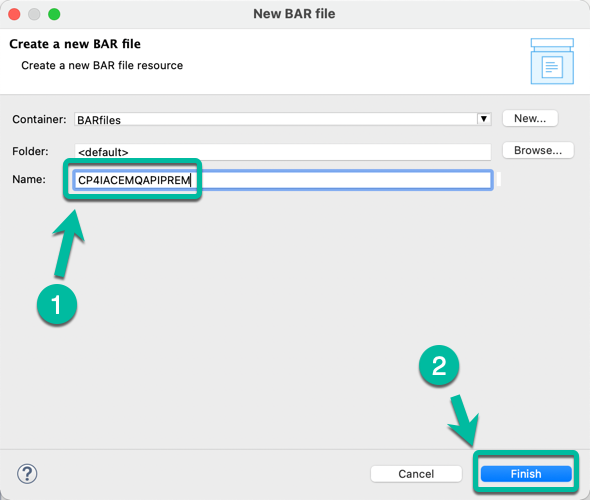 New BAR file
Create a new BAR file
Create a new BAR file resource
Container: BARfiles New...
Folder: <default> Browse...
Name: CP4IACEMQAPIPREM
1
2
? Cancel Finish